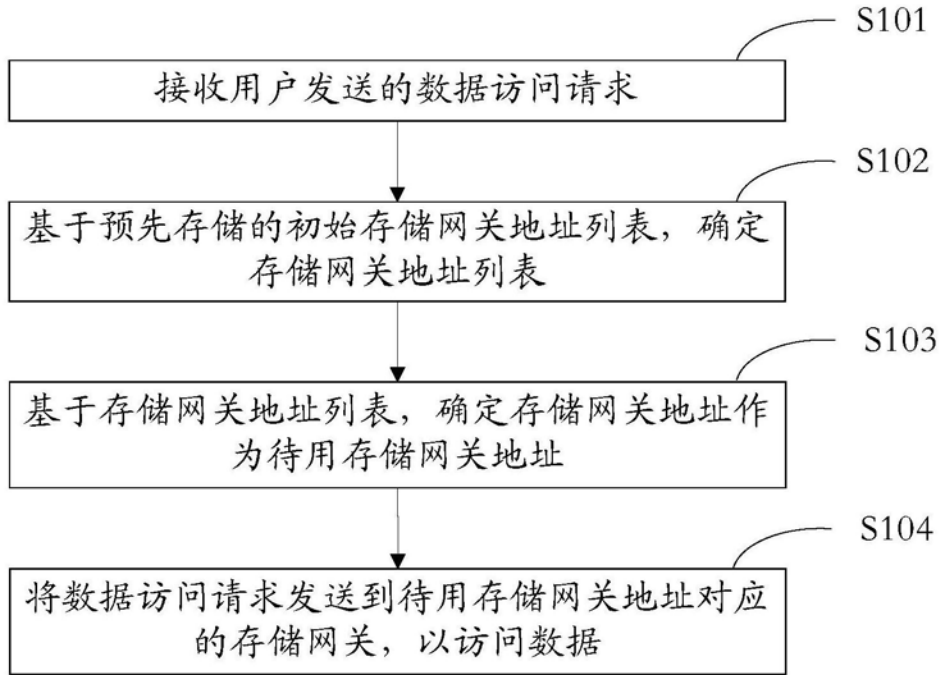 S101
接收用户发送的数据访问请求
S102
基于预先存储的初始存储网关地址列表，确定
存储网关地址列表
S103
基于存储网关地址列表，确定存储网关地址作
为待用存储网关地址
S104
将数据访问请求发送到待用存储网关地址对应
的存储网关，以访问数据